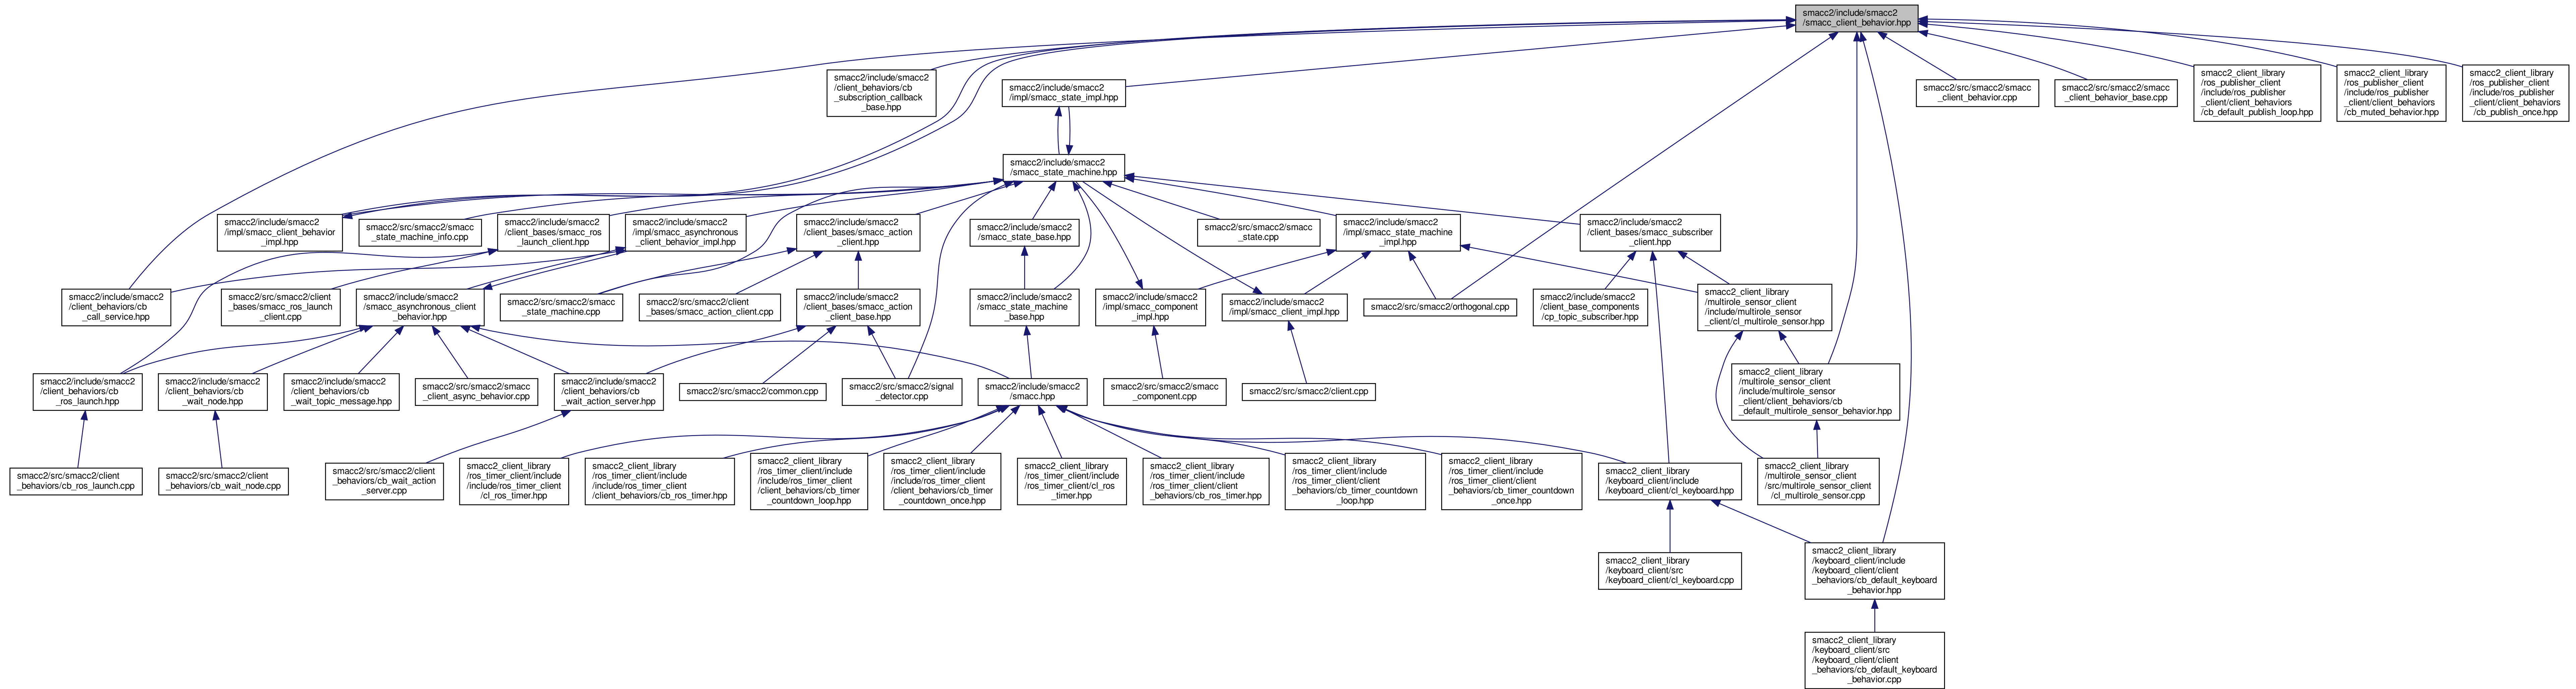 smacc2/include/smacc2
/smacc_client_behavior.hpp
smacc2/include/smacc2
/client_behaviors/cb
_subscription_callback
_base.hpp
smacc2/include/smacc2
/impl/smacc_state_impl.hpp
smacc2/src/smacc2/smacc
_client_behavior.cpp
smacc2/src/smacc2/smacc
_client_behavior_base.cpp
smacc2_client_library
/ros_publisher_client
/include/ros_publisher
_client/client_behaviors
/cb_default_publish_loop.hpp
smacc2_client_library
/ros_publisher_client
/include/ros_publisher
_client/client_behaviors
/cb_muted_behavior.hpp
smacc2_client_library
/ros_publisher_client
/include/ros_publisher
_client/client_behaviors
/cb_publish_once.hpp
smacc2/include/smacc2
/smacc_state_machine.hpp
smacc2/include/smacc2
/impl/smacc_client_behavior
_impl.hpp
smacc2/src/smacc2/smacc
_state_machine_info.cpp
smacc2/include/smacc2
/client_bases/smacc_ros
_launch_client.hpp
smacc2/include/smacc2
/impl/smacc_asynchronous
_client_behavior_impl.hpp
smacc2/include/smacc2
/client_bases/smacc_action
_client.hpp
smacc2/include/smacc2
/smacc_state_base.hpp
smacc2/src/smacc2/smacc
_state.cpp
smacc2/include/smacc2
/impl/smacc_state_machine
_impl.hpp
smacc2/include/smacc2
/client_bases/smacc_subscriber
_client.hpp
smacc2/include/smacc2
/client_behaviors/cb
_call_service.hpp
smacc2/src/smacc2/client
_bases/smacc_ros_launch
_client.cpp
smacc2/include/smacc2
/smacc_asynchronous_client
_behavior.hpp
smacc2/src/smacc2/smacc
_state_machine.cpp
smacc2/src/smacc2/client
_bases/smacc_action_client.cpp
smacc2/include/smacc2
/client_bases/smacc_action
_client_base.hpp
smacc2/include/smacc2
/smacc_state_machine
_base.hpp
smacc2/include/smacc2
/impl/smacc_component
_impl.hpp
smacc2/include/smacc2
/impl/smacc_client_impl.hpp
smacc2/src/smacc2/orthogonal.cpp
smacc2/include/smacc2
/client_base_components
/cp_topic_subscriber.hpp
smacc2_client_library
/multirole_sensor_client
/include/multirole_sensor
_client/cl_multirole_sensor.hpp
smacc2/include/smacc2
/client_behaviors/cb
_ros_launch.hpp
smacc2/include/smacc2
/client_behaviors/cb
_wait_node.hpp
smacc2/include/smacc2
/client_behaviors/cb
_wait_topic_message.hpp
smacc2/src/smacc2/smacc
_client_async_behavior.cpp
smacc2/include/smacc2
/client_behaviors/cb
_wait_action_server.hpp
smacc2/src/smacc2/common.cpp
smacc2/src/smacc2/signal
_detector.cpp
smacc2/include/smacc2
/smacc.hpp
smacc2/src/smacc2/smacc
_component.cpp
smacc2/src/smacc2/client.cpp
smacc2_client_library
/multirole_sensor_client
/include/multirole_sensor
_client/client_behaviors/cb
_default_multirole_sensor_behavior.hpp
smacc2/src/smacc2/client
_behaviors/cb_ros_launch.cpp
smacc2/src/smacc2/client
_behaviors/cb_wait_node.cpp
smacc2/src/smacc2/client
_behaviors/cb_wait_action
_server.cpp
smacc2_client_library
/ros_timer_client/include
/include/ros_timer_client
/cl_ros_timer.hpp
smacc2_client_library
/ros_timer_client/include
/include/ros_timer_client
/client_behaviors/cb_ros_timer.hpp
smacc2_client_library
/ros_timer_client/include
/include/ros_timer_client
/client_behaviors/cb_timer
_countdown_loop.hpp
smacc2_client_library
/ros_timer_client/include
/include/ros_timer_client
/client_behaviors/cb_timer
_countdown_once.hpp
smacc2_client_library
/ros_timer_client/include
/ros_timer_client/cl_ros
_timer.hpp
smacc2_client_library
/ros_timer_client/include
/ros_timer_client/client
_behaviors/cb_ros_timer.hpp
smacc2_client_library
/ros_timer_client/include
/ros_timer_client/client
_behaviors/cb_timer_countdown
_loop.hpp
smacc2_client_library
/ros_timer_client/include
/ros_timer_client/client
_behaviors/cb_timer_countdown
_once.hpp
smacc2_client_library
/keyboard_client/include
/keyboard_client/cl_keyboard.hpp
smacc2_client_library
/multirole_sensor_client
/src/multirole_sensor_client
/cl_multirole_sensor.cpp
smacc2_client_library
/keyboard_client/src
/keyboard_client/cl_keyboard.cpp
smacc2_client_library
/keyboard_client/include
/keyboard_client/client
_behaviors/cb_default_keyboard
_behavior.hpp
smacc2_client_library
/keyboard_client/src
/keyboard_client/client
_behaviors/cb_default_keyboard
_behavior.cpp